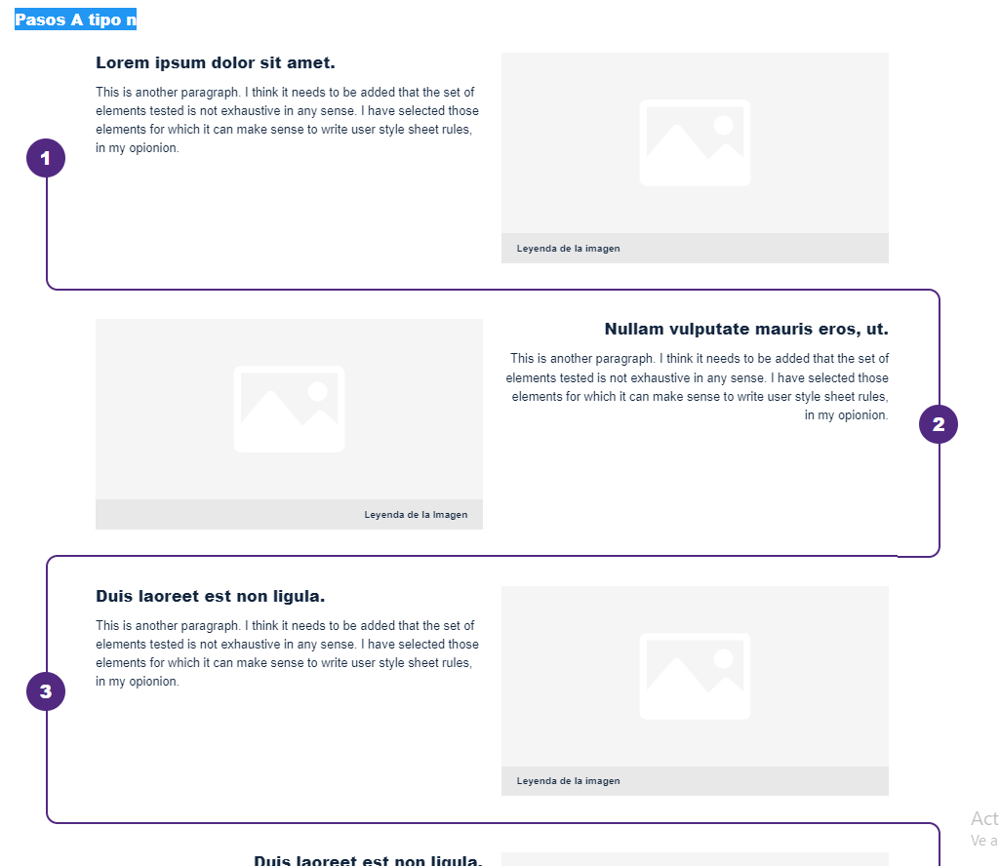 Pasos A tipo n
Lorem ipsum dolor sit amet.
This is another paragraph. I think it needs to be added that the set of
elements tested is not exhaustive in any sense. I have selected those
elements for which it can make sense to write user style sheet rules,
in my opionion.
1
Leyenda de la imagen
Nullam vulputate mauris eros, ut.
This is another paragraph. I think it needs to be added that the set of
elements tested is not exhaustive in any sense. I have selected those
elements for which it can make sense to write user style sheet rules,
in my opionion.
2
Leyenda de la Imagen
Duis laoreet est non ligula.
This is another paragraph. I think it needs to be added that the set of
elements tested is not exhaustive in any sense. I have selected those
elements for which it can make sense to write user style sheet rules,
in my opionion.
3
Leyenda de la imagen
Act
Ve a
Duis laoreet est non ligula.